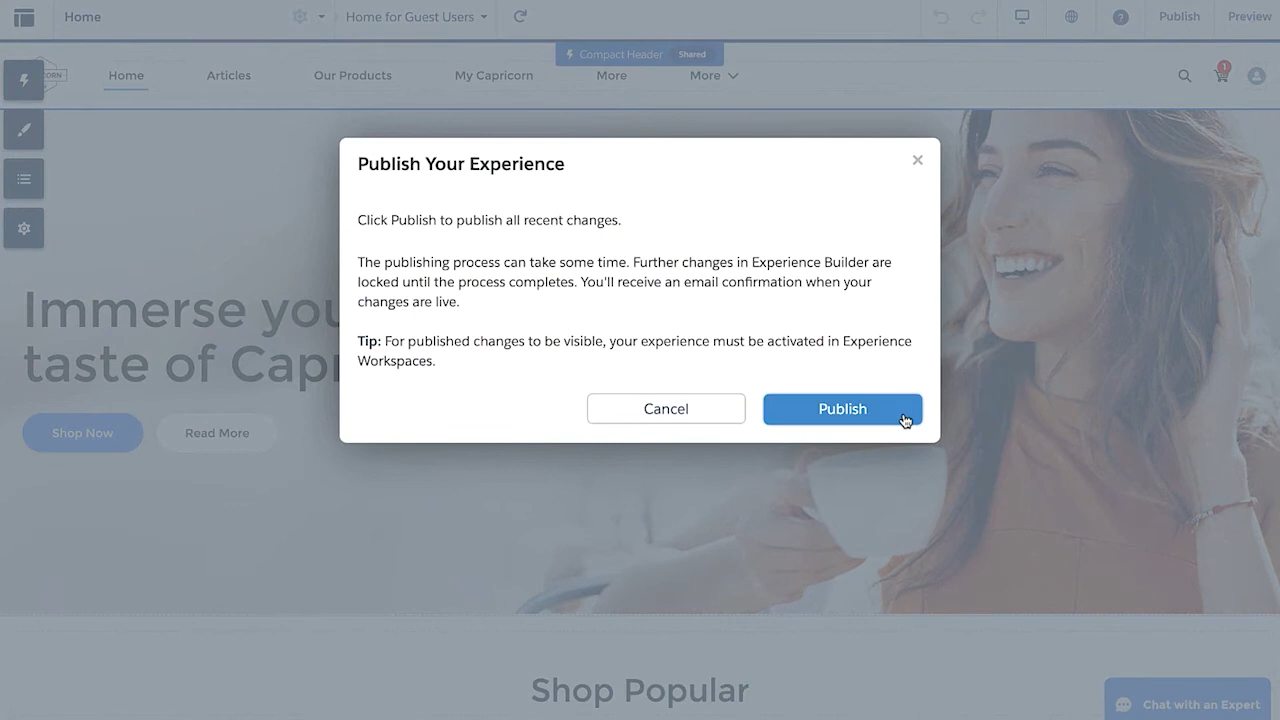 Home
Home for Guest Users
Publish
Preview
Compact Header Shared
CORN
Home
Articles
Our Products
My Capricorn
More
More
1
Publish Your Experience
Click Publish to publish all recent changes.
The publishing process can take some time. Further changes in Experience Builder are
locked until the process completes. You'll receive an email confirmation when your
changes are live.
Tip: For published changes to be visible, your experience must be activated in Experience
Workspaces.
Cancel
Publish
Immerse you
taste of Capr
Shop Now
Read More
Shop Popular
Chat with an Expert